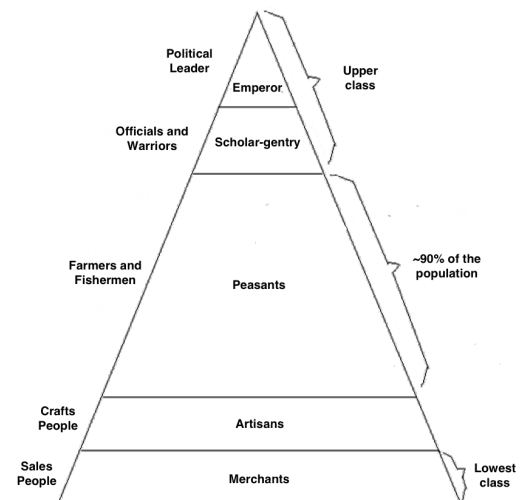 Political
Leader
Emperor
Upper
class
Officials and
Warriors
Scholar-gentry
~90% of the
population
Farmers and
Fishermen
Peasants
Crafts
People
Artisans
Sales
People
Merchants
Lowest
class